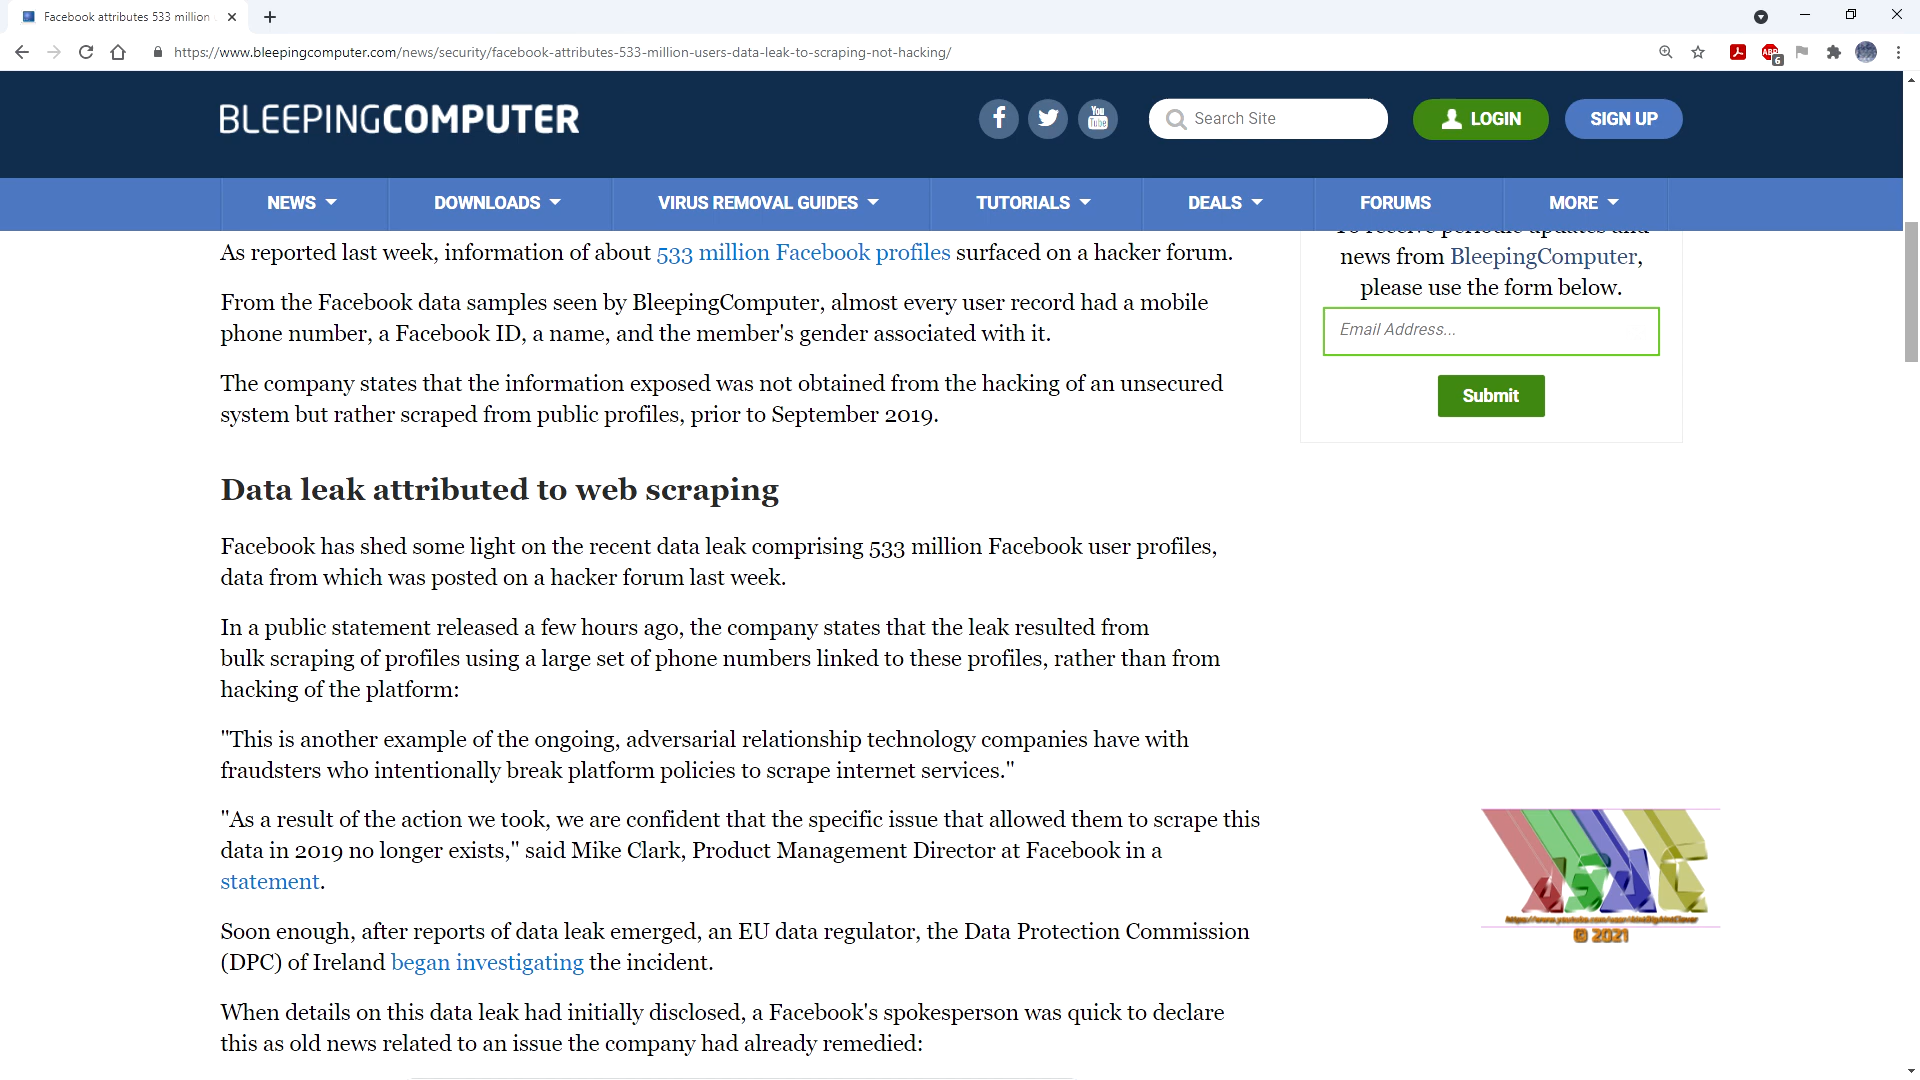 Facebook attributes 533 million
https://www.bleepingcomputer.com/news/security/facebook-attributes-533-million-users-data-leak-to-scraping-not-hacking/
ABP
6
BLEEPINGCOMPUTER
f
You
Tube
Search Site
LOGIN
SIGN UP
NEWS
DOWNLOADS
VIRUS REMOVAL GUIDES
TUTORIALS
DEALS
FORUMS
MORE
As reported last week, information of about 533 million Facebook profiles surfaced on a hacker forum.
From the Facebook data samples seen by BleepingComputer, almost every user record had a mobile
phone number, a Facebook ID, a name, and the member's gender associated with it.
The company states that the information exposed was not obtained from the hacking of an unsecured
system but rather scraped from public profiles, prior to September 2019.
Data leak attributed to web scraping
Facebook has shed some light on the recent data leak comprising 533 million Facebook user profiles,
data from which was posted on a hacker forum last week.
In a public statement released a few hours ago, the company states that the leak resulted from
bulk scraping of profiles using a large set of phone numbers linked to these profiles, rather than from
hacking of the platform:
"This is another example of the ongoing, adversarial relationship technology companies have with
fraudsters who intentionally break platform policies to scrape internet services."
"As a result of the action we took, we are confident that the specific issue that allowed them to scrape this
data in 2019 no longer exists," said Mike Clark, Product Management Director at Facebook in a
statement.
Soon enough, after reports of data leak emerged, an EU data regulator, the Data Protection Commission
(DPC) of Ireland began investigating the incident.
When details on this data leak had initially disclosed, a Facebook's spokesperson was quick to declare
this as old news related to an issue the company had already remedied:
To receive periodic updates and
news from BleepingComputer,
please use the form below.
Email Address...
Submit
© 2021